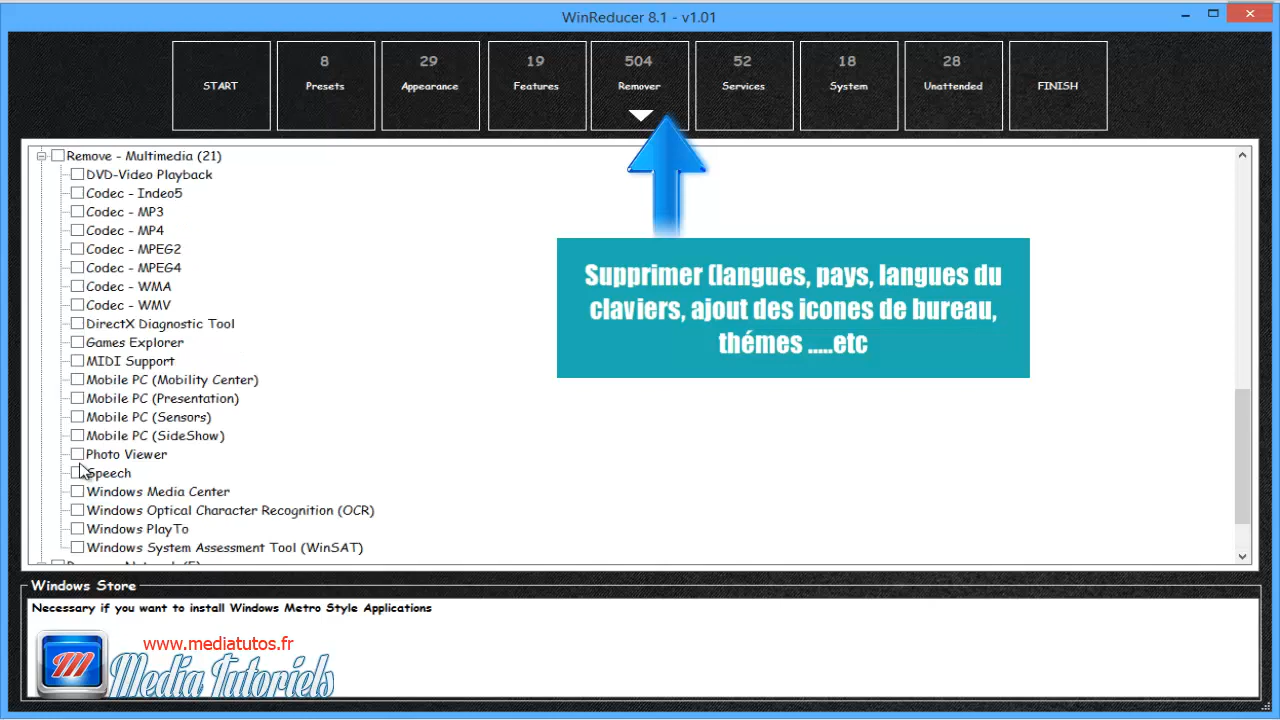 WinReducer 8.1 - v1.01
START
8
Presets
29
Appearance
19
Features
504
Remover
52
Services
18
System
28
Unattended
FINISH
Remove - Multimedia (21)
DVD-Video Playback
Codec - Indeo5
Codec - MP3
Codec - MP4
Codec - MPEG2
Codec - MPEG4
Codec - WMA
Codec - WMV
DirectX Diagnostic Tool
Games Explorer
MIDI Support
Mobile PC (Mobility Center)
Mobile PC (Presentation)
Mobile PC (Sensors)
Mobile PC (SideShow)
Photo Viewer
Speech
Windows Media Center
Windows Optical Character Recognition (OCR)
Windows PlayTo
Windows System Assessment Tool (WinSAT)
Supprimer (langues, pays, langues du
claviers, ajout des icones de bureau,
thémes .....etc
Windows Store
Necessary if you want to install Windows Metro Style Applications
www.mediatutos.fr
m Media Tutoriels